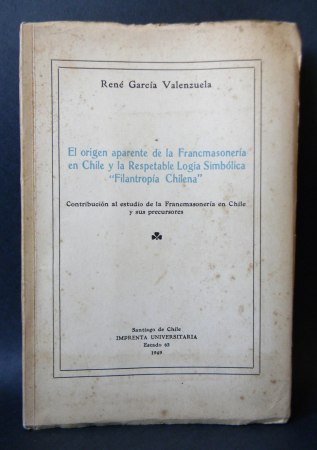 René García Valenzuela
El origen aparente de la Francmasonería
en Chile y la Respetable Logia Simbólica
"Filantropía Chilena"
Contribución al estudio de la Francmasonería en Chile
y sus precursores
Santiago de Chile
IMPRENTA UNIVERSITARIA
Estado 63
1949